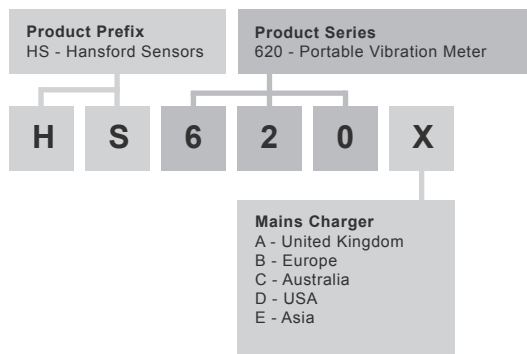 Product Prefix
HS - Hansford Sensors
Product Series
620 - Portable Vibration Meter
H S 6 2 0 X
Mains Charger
A - United Kingdom
B - Europe
C - Australia
D - USA
E - Asia